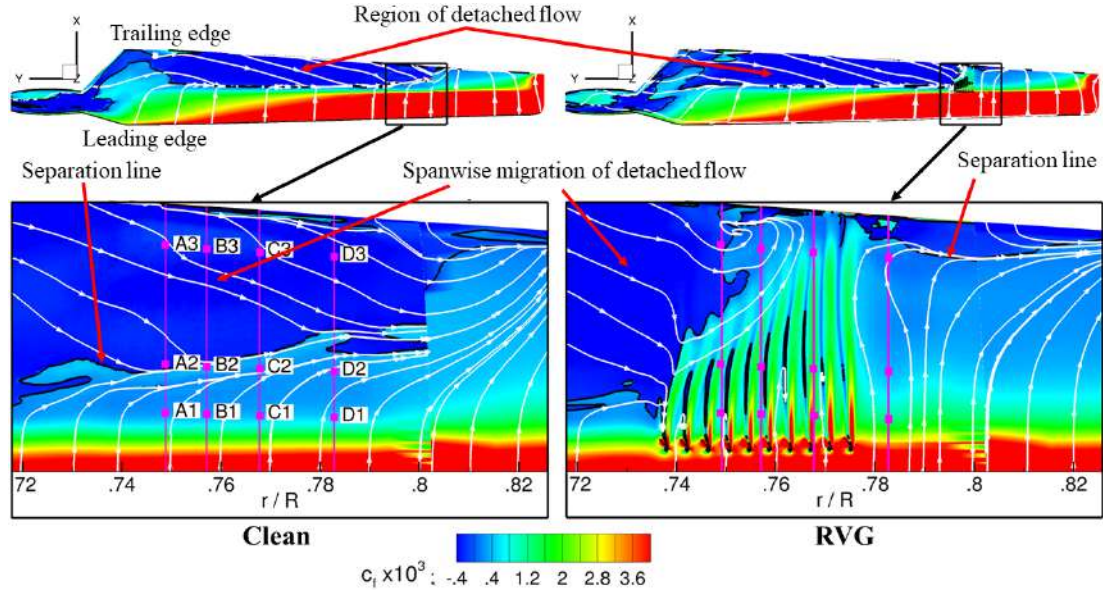 Region of detached flow
X
X
Trailing edge
Y
Z
Y
Z
Leading edge
Separation line
Spanwise migration of detached flow
Separation line
A3
B3
C3
D3
A2
B2
C2
D2
A1
B1
C1
D1
72 .74 .76 .78 .8 .82
72 .74 .76 .78 .8 .82
r / R
r / R
Clean
RVG
c_f x10^3 : -.4 .4 1.2 2 2.8 3.6